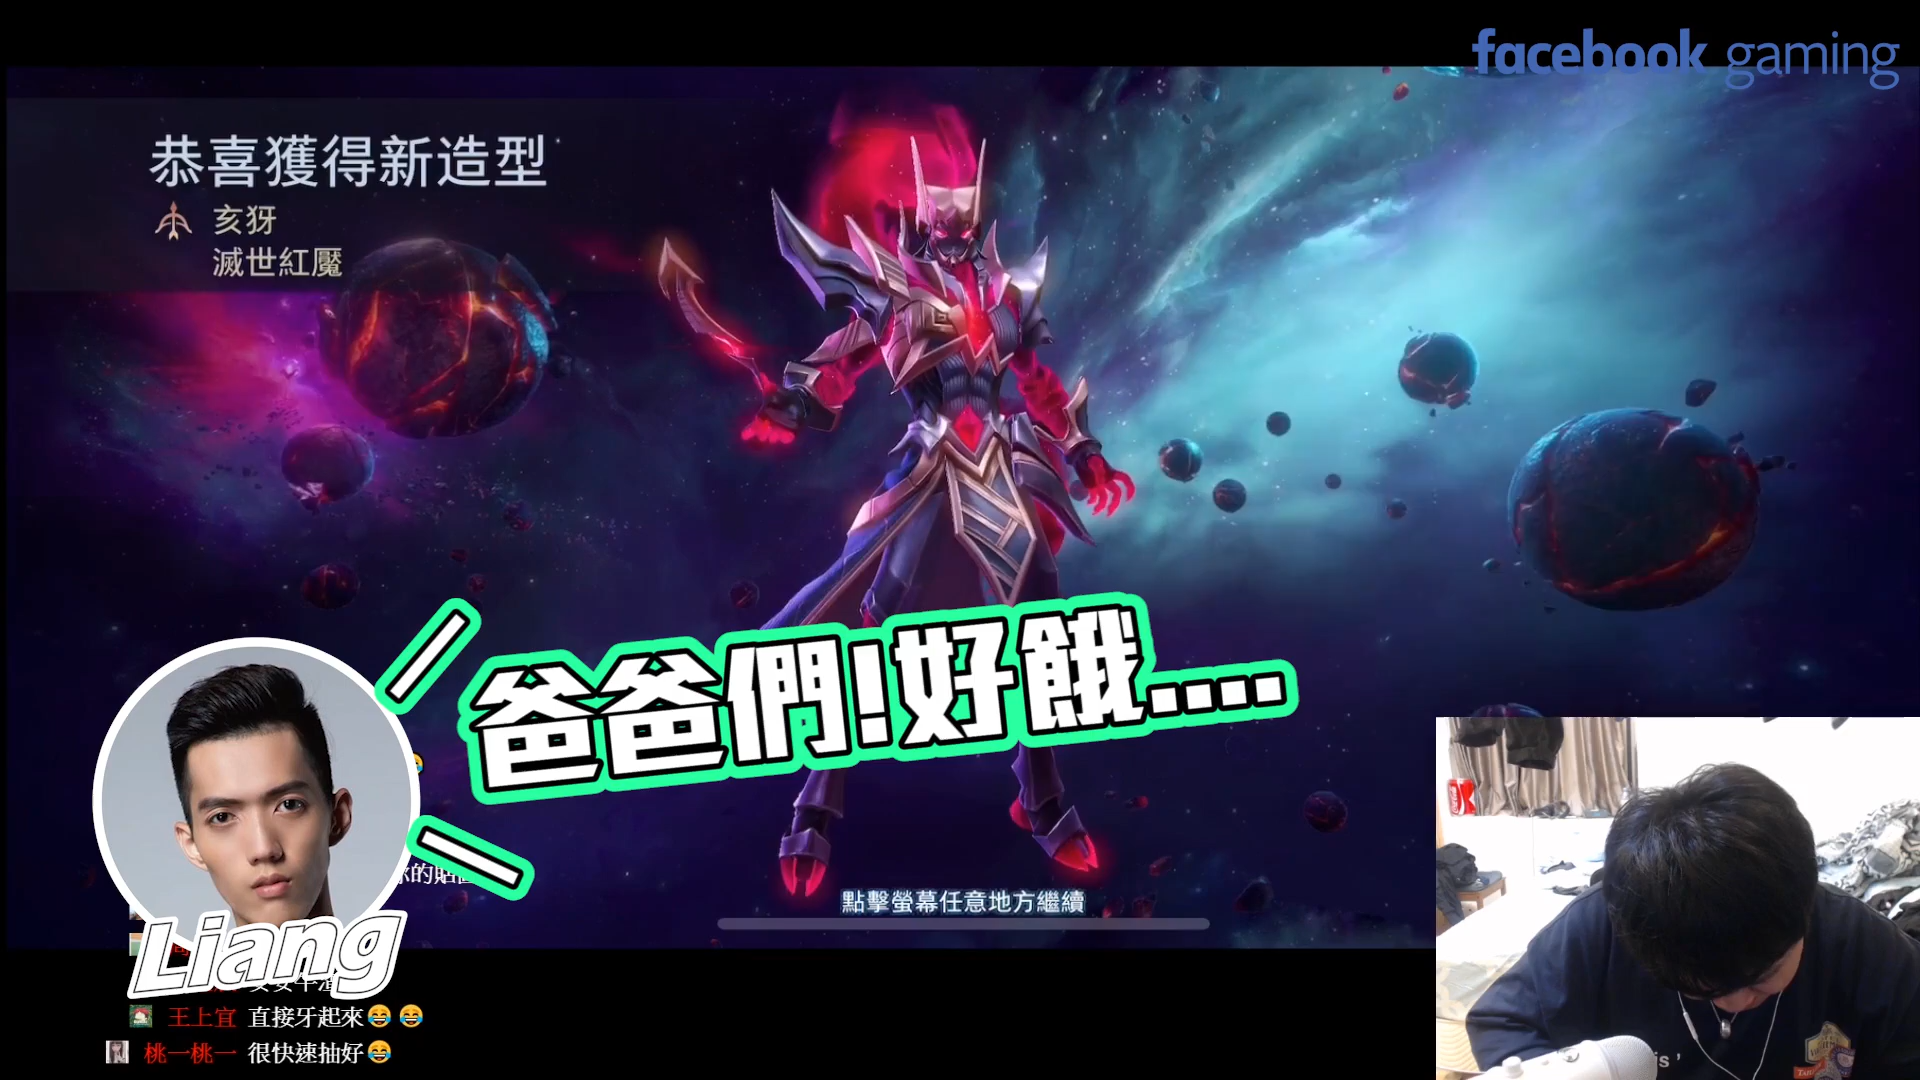 facebook gaming
恭喜獲得新造型
亥犽
滅世紅魘
爸爸們!好餓....
點擊螢幕任意地方繼續
Liang
王上宜 直接牙起來😂 😂
桃一桃一 很快速抽好😂
is'